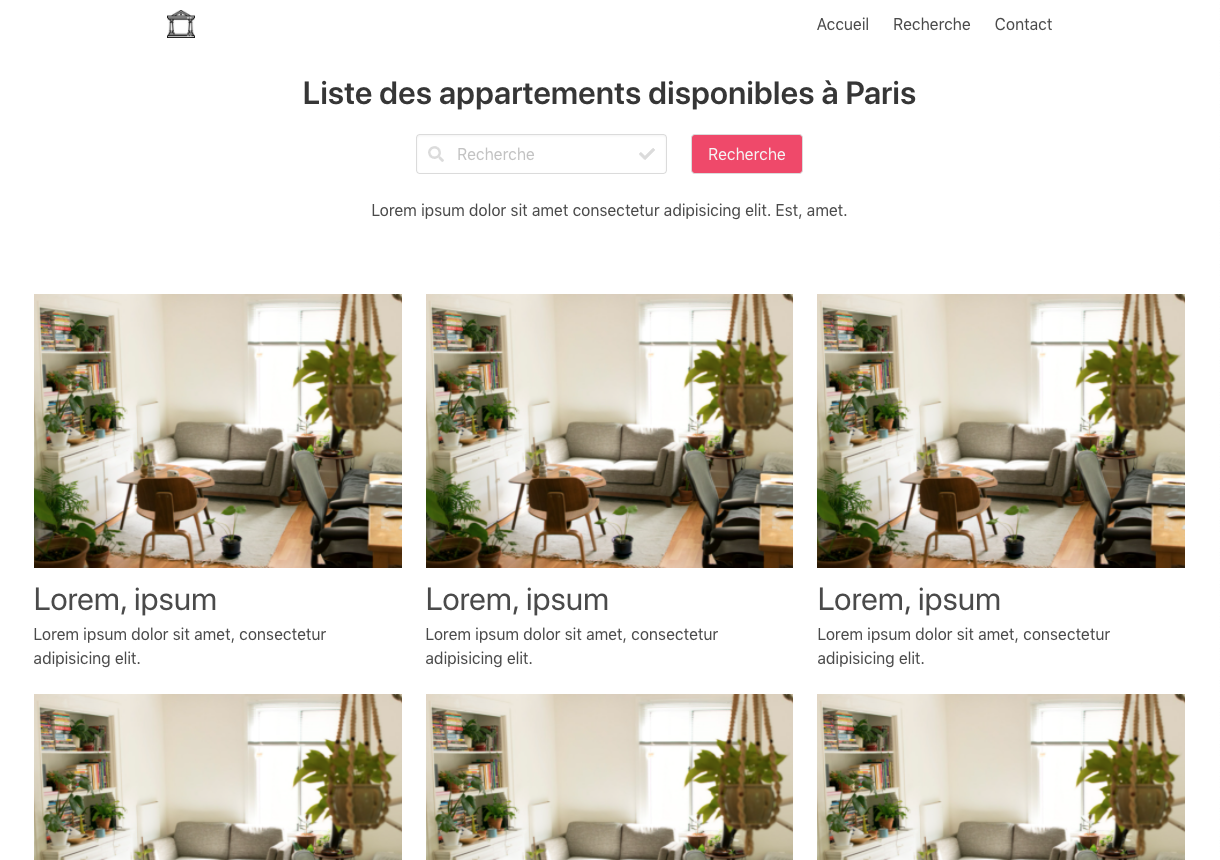 Accueil Recherche Contact
Liste des appartements disponibles à Paris
Recherche Recherche
Lorem ipsum dolor sit amet consectetur adipisicing elit. Est, amet.
Lorem, ipsum Lorem, ipsum Lorem, ipsum
Lorem ipsum dolor sit amet, consectetur Lorem ipsum dolor sit amet, consectetur Lorem ipsum dolor sit amet, consectetur
adipisicing elit. adipisicing elit. adipisicing elit.